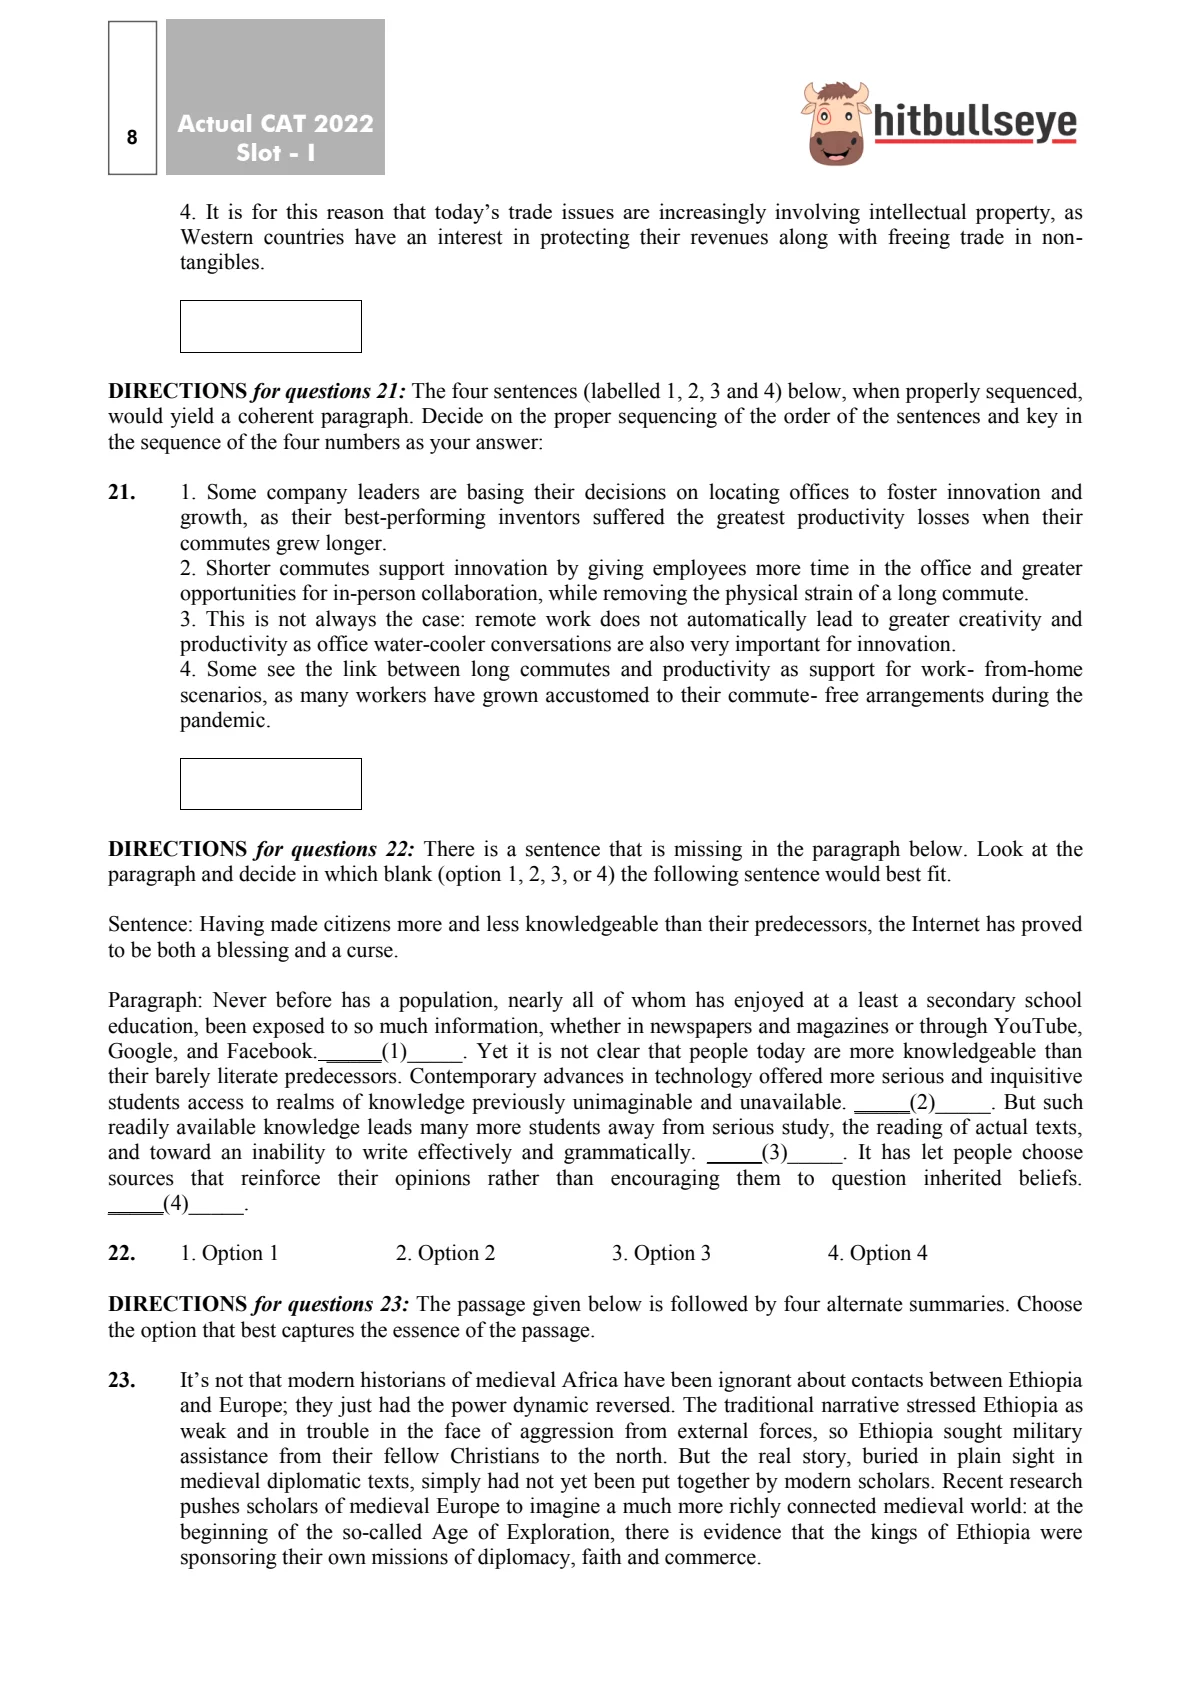 8
Actual CAT 2022
Slot - I
hitbullseye
4. It is for this reason that today’s trade issues are increasingly involving intellectual property, as
Western countries have an interest in protecting their revenues along with freeing trade in non-
tangibles.
DIRECTIONS for questions 21: The four sentences (labelled 1, 2, 3 and 4) below, when properly sequenced,
would yield a coherent paragraph. Decide on the proper sequencing of the order of the sentences and key in
the sequence of the four numbers as your answer:
21. 1. Some company leaders are basing their decisions on locating offices to foster innovation and
growth, as their best-performing inventors suffered the greatest productivity losses when their
commutes grew longer.
2. Shorter commutes support innovation by giving employees more time in the office and greater
opportunities for in-person collaboration, while removing the physical strain of a long commute.
3. This is not always the case: remote work does not automatically lead to greater creativity and
productivity as office water-cooler conversations are also very important for innovation.
4. Some see the link between long commutes and productivity as support for work- from-home
scenarios, as many workers have grown accustomed to their commute- free arrangements during the
pandemic.
DIRECTIONS for questions 22: There is a sentence that is missing in the paragraph below. Look at the
paragraph and decide in which blank (option 1, 2, 3, or 4) the following sentence would best fit.
Sentence: Having made citizens more and less knowledgeable than their predecessors, the Internet has proved
to be both a blessing and a curse.
Paragraph: Never before has a population, nearly all of whom has enjoyed at a least a secondary school
education, been exposed to so much information, whether in newspapers and magazines or through YouTube,
Google, and Facebook. _____(1)_____. Yet it is not clear that people today are more knowledgeable than
their barely literate predecessors. Contemporary advances in technology offered more serious and inquisitive
students access to realms of knowledge previously unimaginable and unavailable. _____(2)_____. But such
readily available knowledge leads many more students away from serious study, the reading of actual texts,
and toward an inability to write effectively and grammatically. _____(3)_____. It has let people choose
sources that reinforce their opinions rather than encouraging them to question inherited beliefs.
_____(4)_____.
22. 1. Option 1 2. Option 2 3. Option 3 4. Option 4
DIRECTIONS for questions 23: The passage given below is followed by four alternate summaries. Choose
the option that best captures the essence of the passage.
23. It’s not that modern historians of medieval Africa have been ignorant about contacts between Ethiopia
and Europe; they just had the power dynamic reversed. The traditional narrative stressed Ethiopia as
weak and in trouble in the face of aggression from external forces, so Ethiopia sought military
assistance from their fellow Christians to the north. But the real story, buried in plain sight in
medieval diplomatic texts, simply had not yet been put together by modern scholars. Recent research
pushes scholars of medieval Europe to imagine a much more richly connected medieval world: at the
beginning of the so-called Age of Exploration, there is evidence that the kings of Ethiopia were
sponsoring their own missions of diplomacy, faith and commerce.